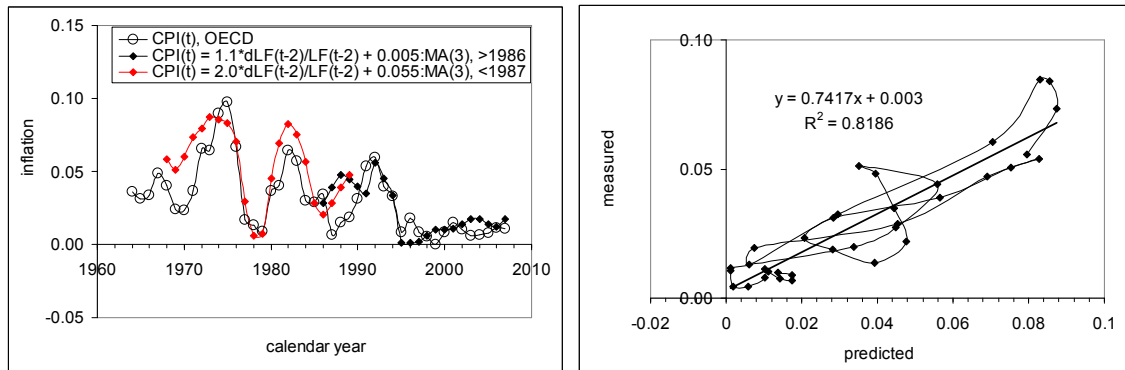 0.15
CPI(t), OECD
CPI(t) = 1.1*dLF(t-2)/LF(t-2) + 0.005:MA(3), >1986
CPI(t) = 2.0*dLF(t-2)/LF(t-2) + 0.055:MA(3), <1987
0.10
0.05
0.00
-0.05
inflation
1960
1970
1980
1990
2000
2010
calendar year
0.10
y = 0.7417x + 0.003
R² = 0.8186
0.05
0.00
measured
-0.02
0
0.02
0.04
0.06
0.08
0.1
predicted